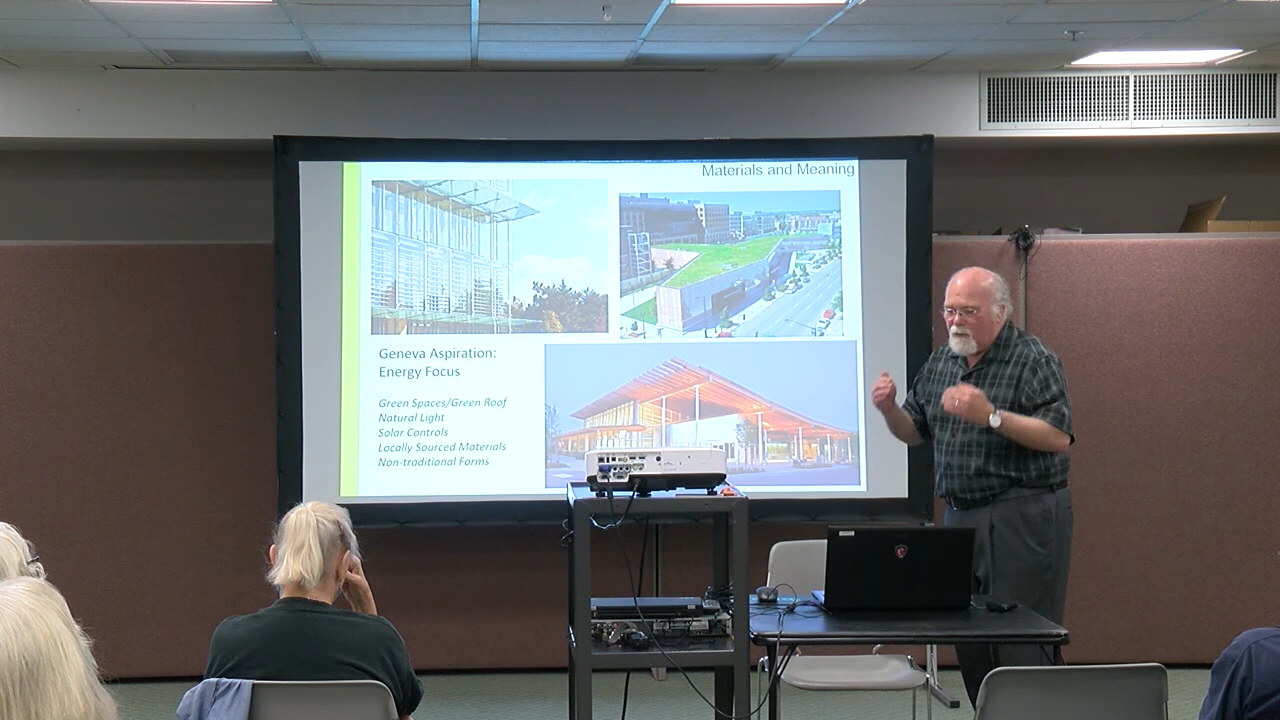 Materials and Meaning
Geneva Aspiration:
Energy Focus
Green Spaces/Green Roof
Natural Light
Solar Controls
Locally Sourced Materials
Non-traditional Forms